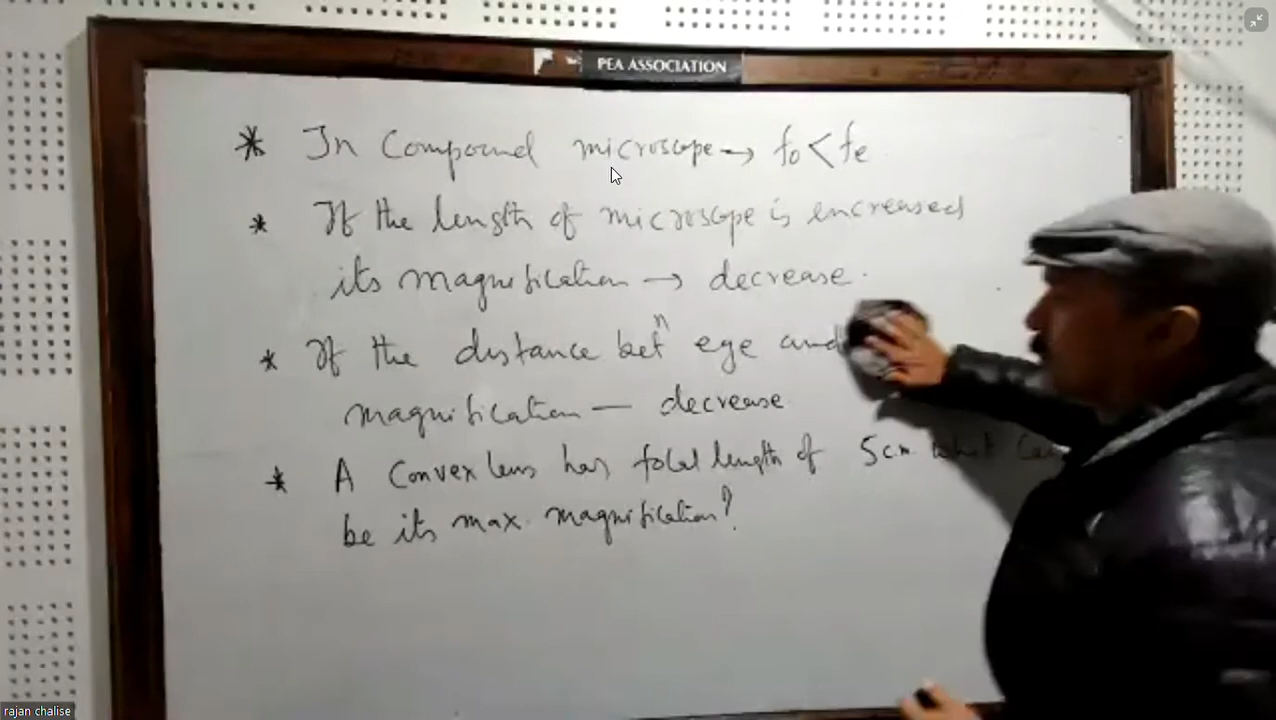 PEA ASSOCIATION
* In Compound microscope → fo < fe
* If the length of microscope is increased
its magnification → decrease.
* If the distance betⁿ eye and
magnification — decrease
* A Convex lens has focal length of 5cm what can
be its max. magnification?
rajan chalise